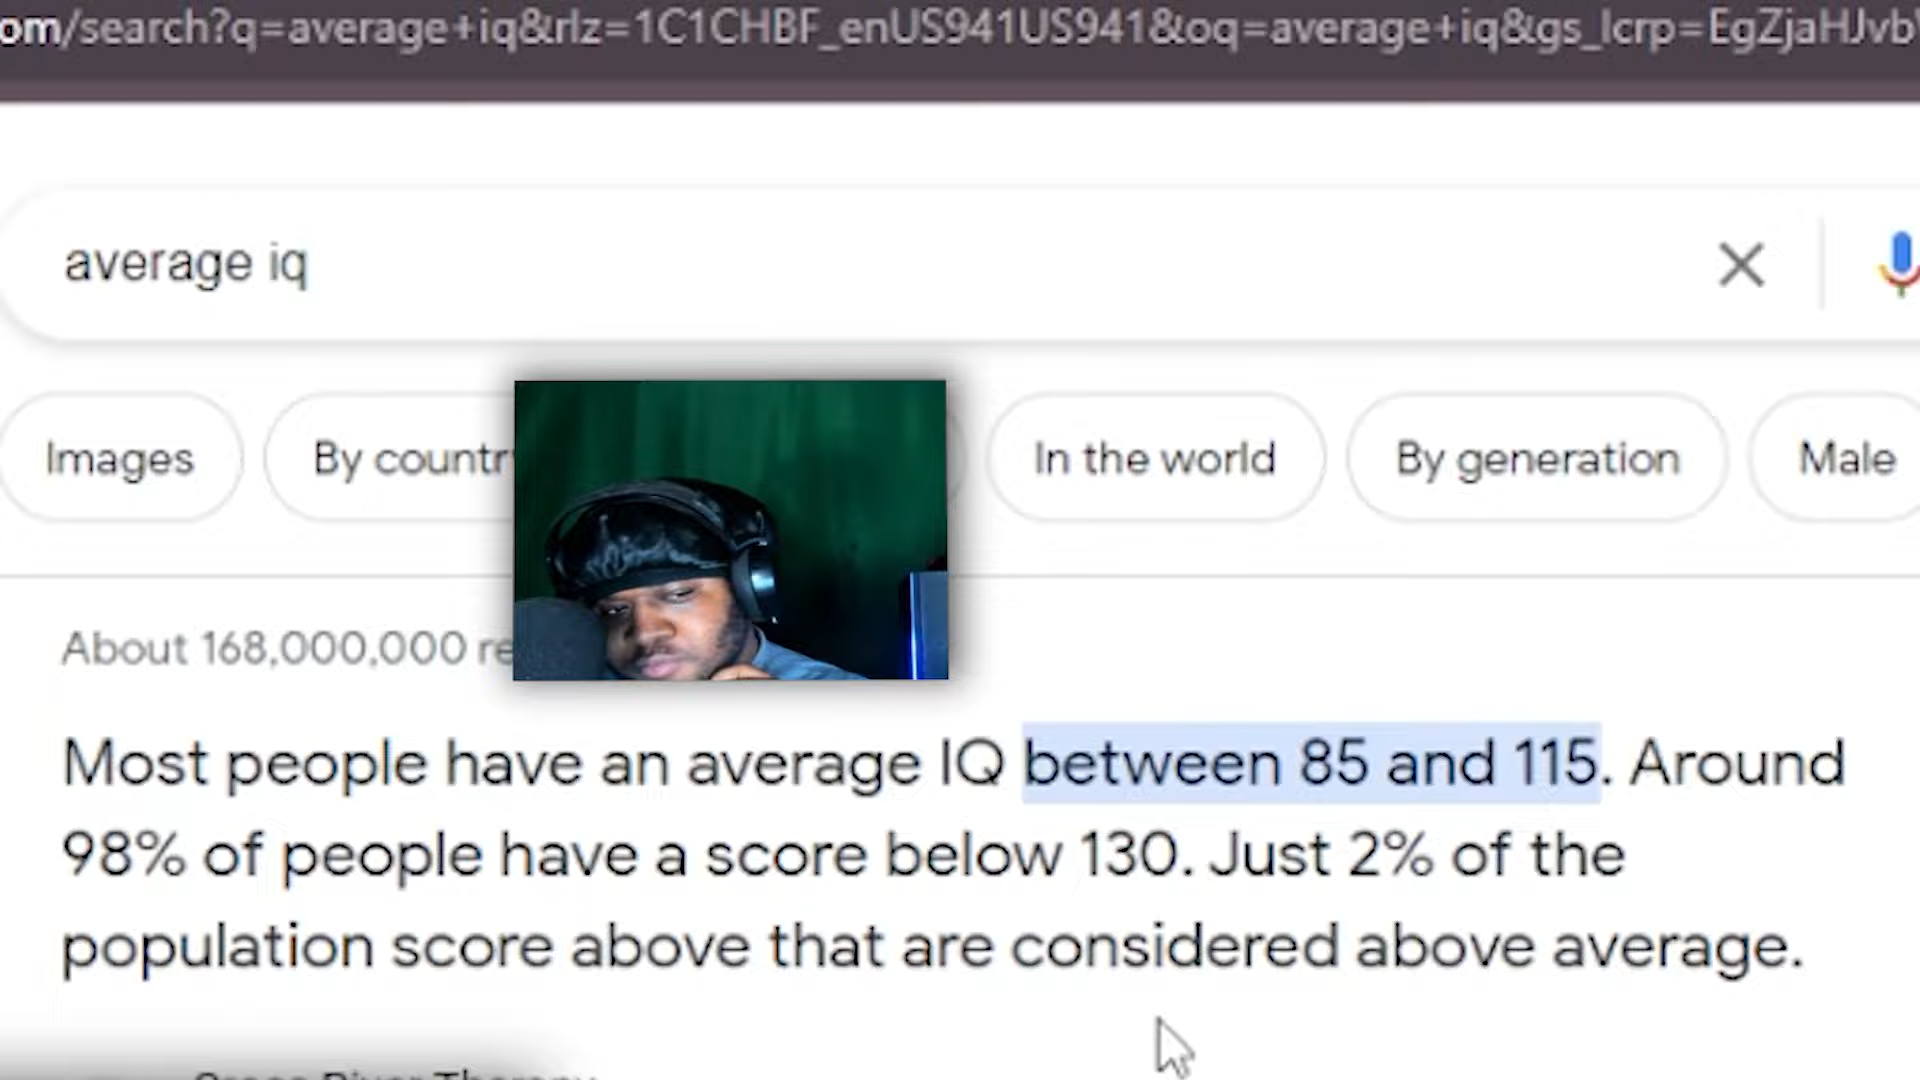 om/search?q=average+iq&rlz=1C1CHBF_enUS941US941&oq=average+iq&gs_lcrp=EgZjaHJvb
average iq
Images By countr In the world By generation Male
About 168,000,000 re
Most people have an average IQ between 85 and 115. Around
98% of people have a score below 130. Just 2% of the
population score above that are considered above average.
Cross River Therapy